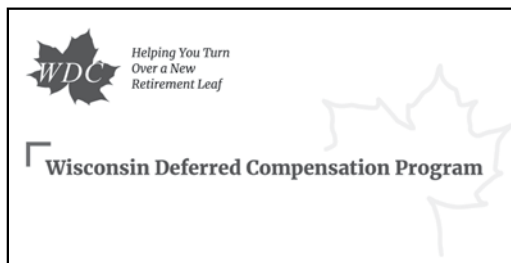 WDC
Helping You Turn
Over a New
Retirement Leaf
Wisconsin Deferred Compensation Program